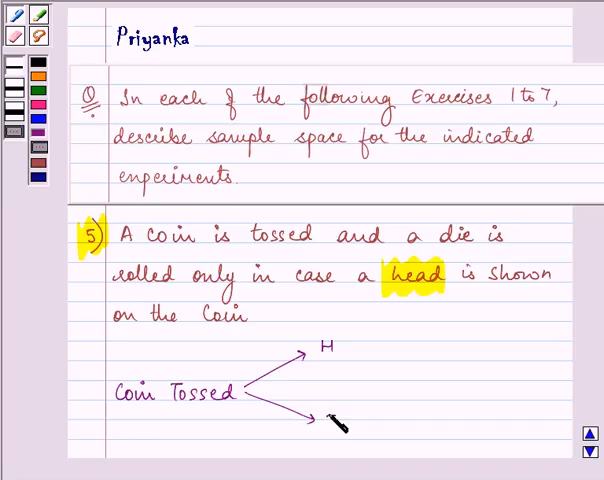 Priyanka
Q In each of the following Exercises 1 to 7,
describe sample space for the indicated
experiments.
5) A coin is tossed and a die is
rolled only in case a head is shown
on the Coin
H
Coin Tossed